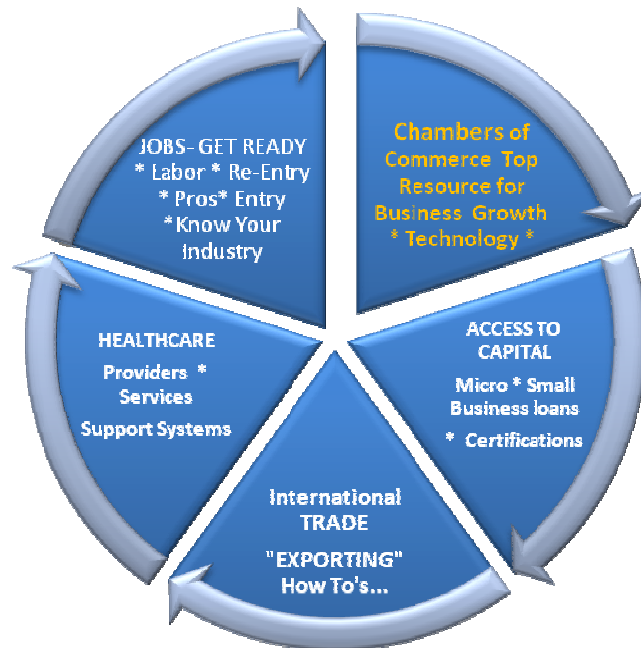 JOBS- GET READY
* Labor * Re-Entry
* Pros* Entry
*Know Your
Industry
Chambers of
Commerce Top
Resource for
Business Growth
* Technology *
ACCESS TO
CAPITAL
Micro * Small
Business loans
* Certifications
International
TRADE
"EXPORTING"
How To's...
HEALTHCARE
Providers *
Services
Support Systems